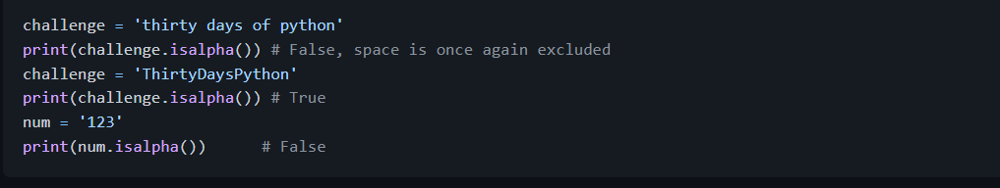 challenge = 'thirty days of python'
print(challenge.isalpha()) # False, space is once again excluded
challenge = 'ThirtyDaysPython'
print(challenge.isalpha()) # True
num = '123'
print(num.isalpha())      # False